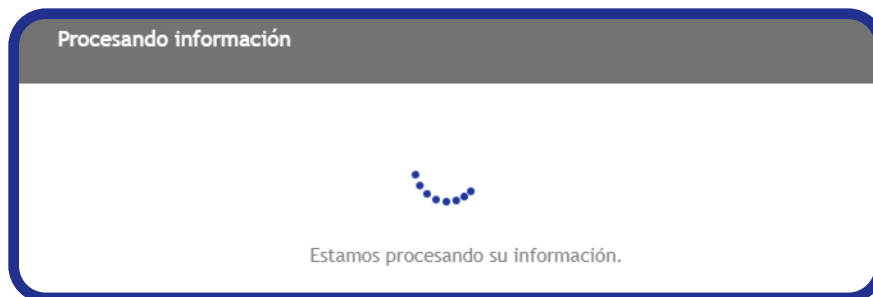 Procesando información
Estamos procesando su información.